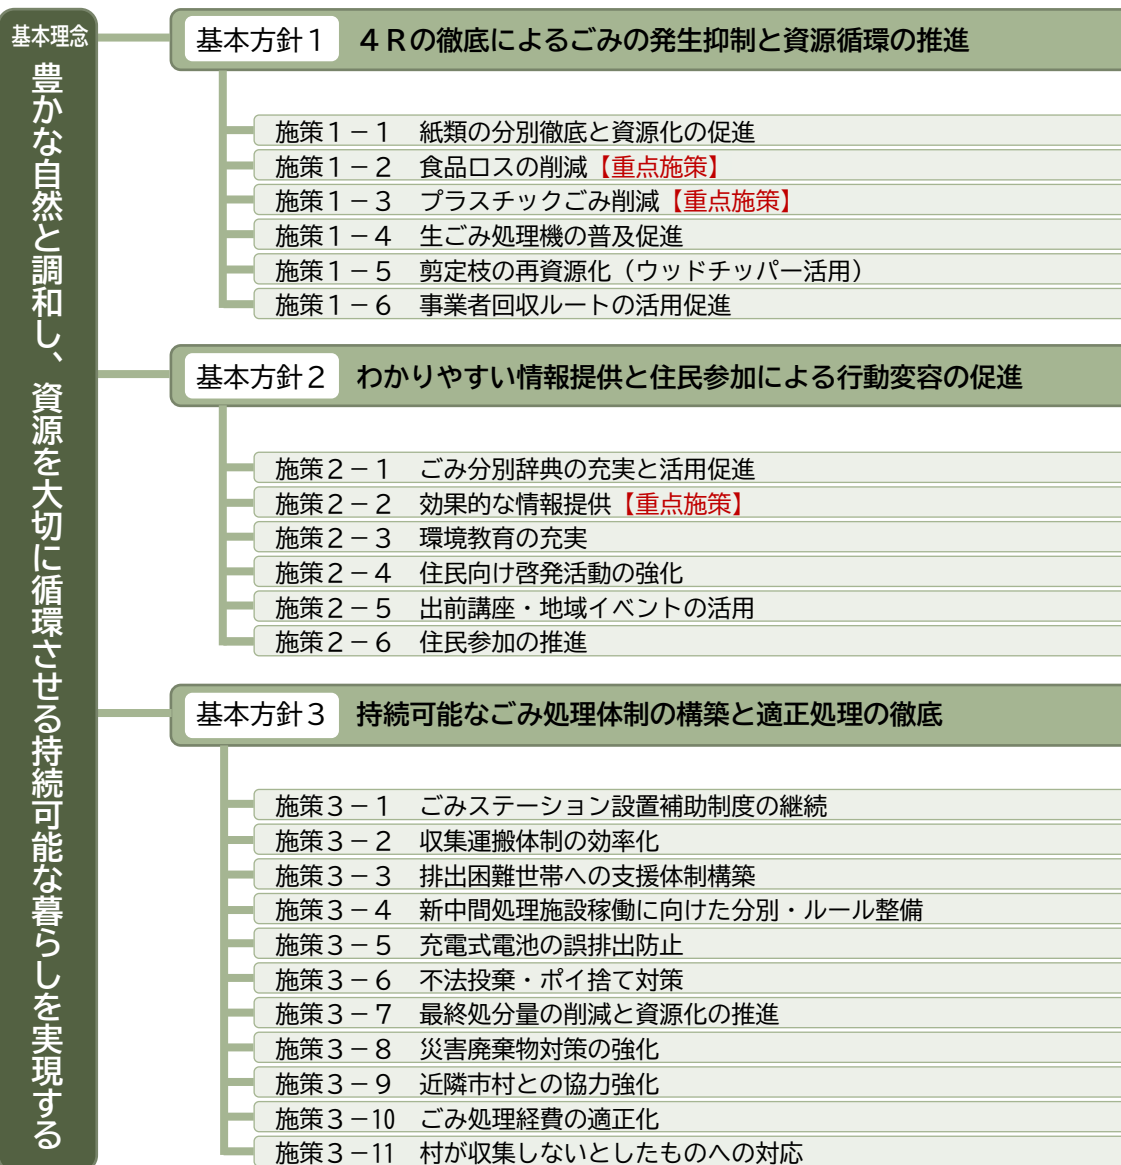 基本理念
豊かな自然と調和し、資源を大切に循環させる持続可能な暮らしを実現する
基本方針１　４Ｒの徹底によるごみの発生抑制と資源循環の推進
施策１－１　紙類の分別徹底と資源化の促進
施策１－２　食品ロスの削減【重点施策】
施策１－３　プラスチックごみ削減【重点施策】
施策１－４　生ごみ処理機の普及促進
施策１－５　剪定枝の再資源化（ウッドチッパー活用）
施策１－６　事業者回収ルートの活用促進
基本方針２　わかりやすい情報提供と住民参加による行動変容の促進
施策２－１　ごみ分別辞典の充実と活用促進
施策２－２　効果的な情報提供【重点施策】
施策２－３　環境教育の充実
施策２－４　住民向け啓発活動の強化
施策２－５　出前講座・地域イベントの活用
施策２－６　住民参加の推進
基本方針３　持続可能なごみ処理体制の構築と適正処理の徹底
施策３－１　ごみステーション設置補助制度の継続
施策３－２　収集運搬体制の効率化
施策３－３　排出困難世帯への支援体制構築
施策３－４　新中間処理施設稼働に向けた分別・ルール整備
施策３－５　充電式電池の誤排出防止
施策３－６　不法投棄・ポイ捨て対策
施策３－７　最終処分量の削減と資源化の推進
施策３－８　災害廃棄物対策の強化
施策３－９　近隣市村との協力強化
施策３－10　ごみ処理経費の適正化
施策３－11　村が収集しないとしたものへの対応